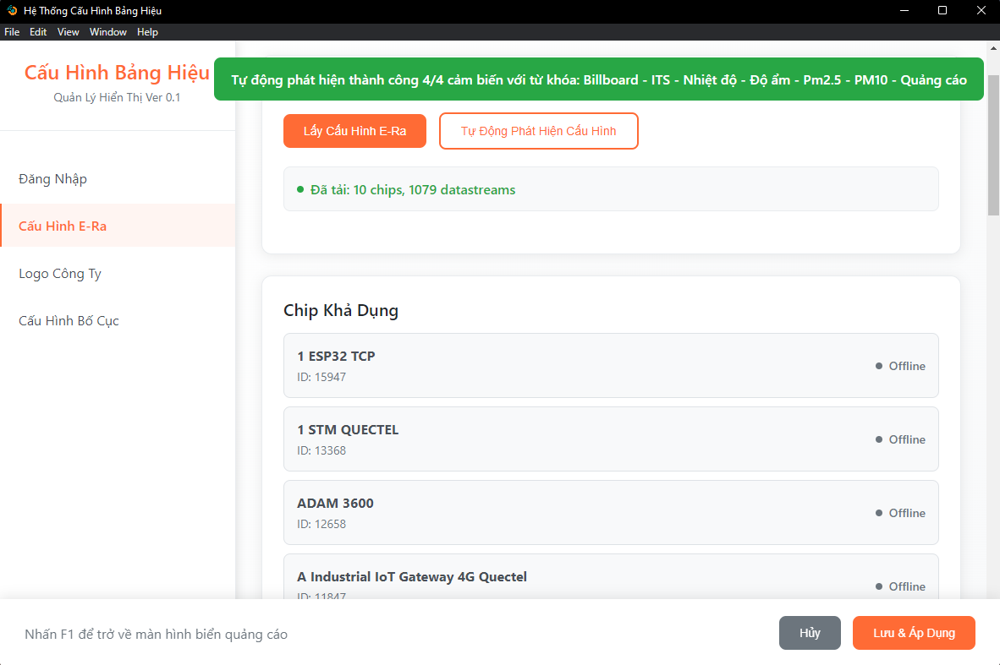 Hệ Thống Cấu Hình Bảng Hiệu
File Edit View Window Help
Cấu Hình Bảng Hiệu
Quản Lý Hiển Thị Ver 0.1
Đăng Nhập
Cấu Hình E-Ra
Logo Công Ty
Cấu Hình Bố Cục
Tự động phát hiện thành công 4/4 cảm biến với từ khóa: Billboard - ITS - Nhiệt độ - Độ ẩm - Pm2.5 - PM10 - Quảng cáo
Lấy Cấu Hình E-Ra
Tự Động Phát Hiện Cấu Hình
Đã tải: 10 chips, 1079 datastreams
Chip Khả Dụng
1 ESP32 TCP
ID: 15947
Offline
1 STM QUECTEL
ID: 13368
Offline
ADAM 3600
ID: 12658
Offline
A Industrial IoT Gateway 4G Quectel
ID: 11847
Offline
Nhấn F1 để trở về màn hình biển quảng cáo
Hủy
Lưu & Áp Dụng